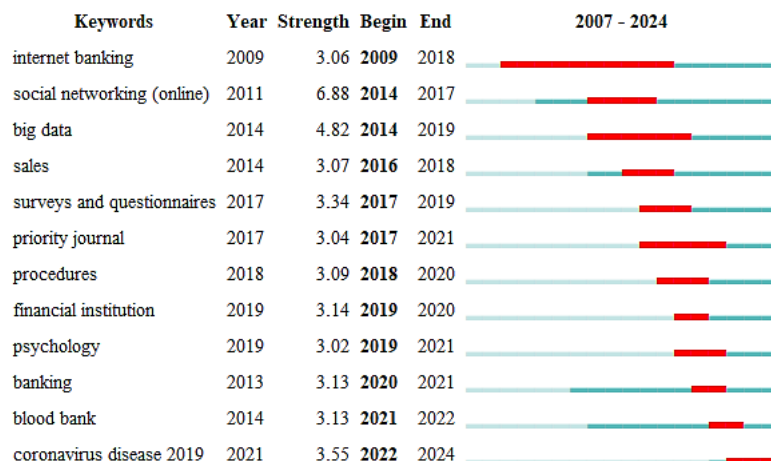 Keywords Year Strength Begin End 2007 - 2024
internet banking 2009 3.06 2009 2018
social networking (online) 2011 6.88 2014 2017
big data 2014 4.82 2014 2019
sales 2014 3.07 2016 2018
surveys and questionnaires 2017 3.34 2017 2019
priority journal 2017 3.04 2017 2021
procedures 2018 3.09 2018 2020
financial institution 2019 3.14 2019 2020
psychology 2019 3.02 2019 2021
banking 2013 3.13 2020 2021
blood bank 2014 3.13 2021 2022
coronavirus disease 2019 2021 3.55 2022 2024